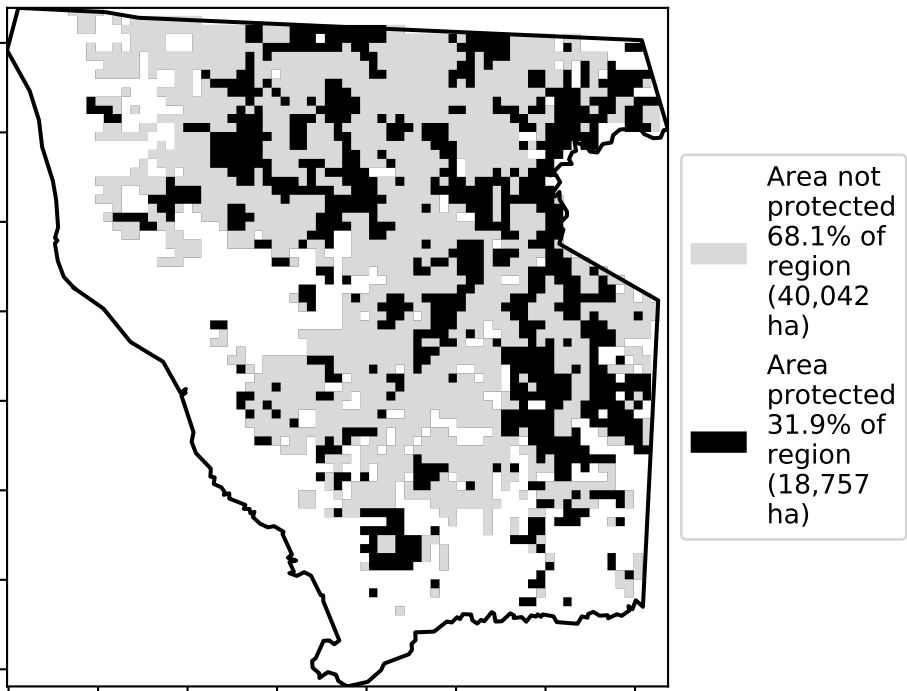 Area not
protected
68.1% of
region
(40,042
ha)
Area
protected
31.9% of
region
(18,757
ha)